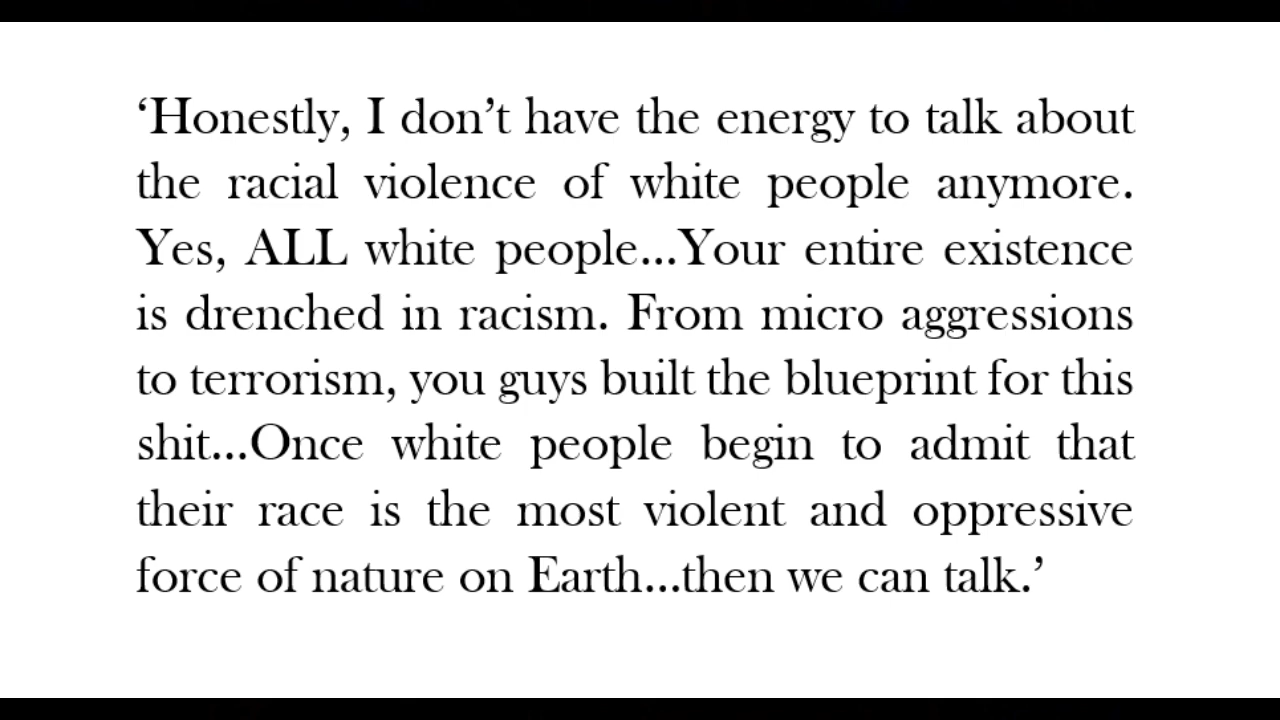 ‘Honestly, I don’t have the energy to talk about
the racial violence of white people anymore.
Yes, ALL white people...Your entire existence
is drenched in racism. From micro aggressions
to terrorism, you guys built the blueprint for this
shit...Once white people begin to admit that
their race is the most violent and oppressive
force of nature on Earth...then we can talk.’